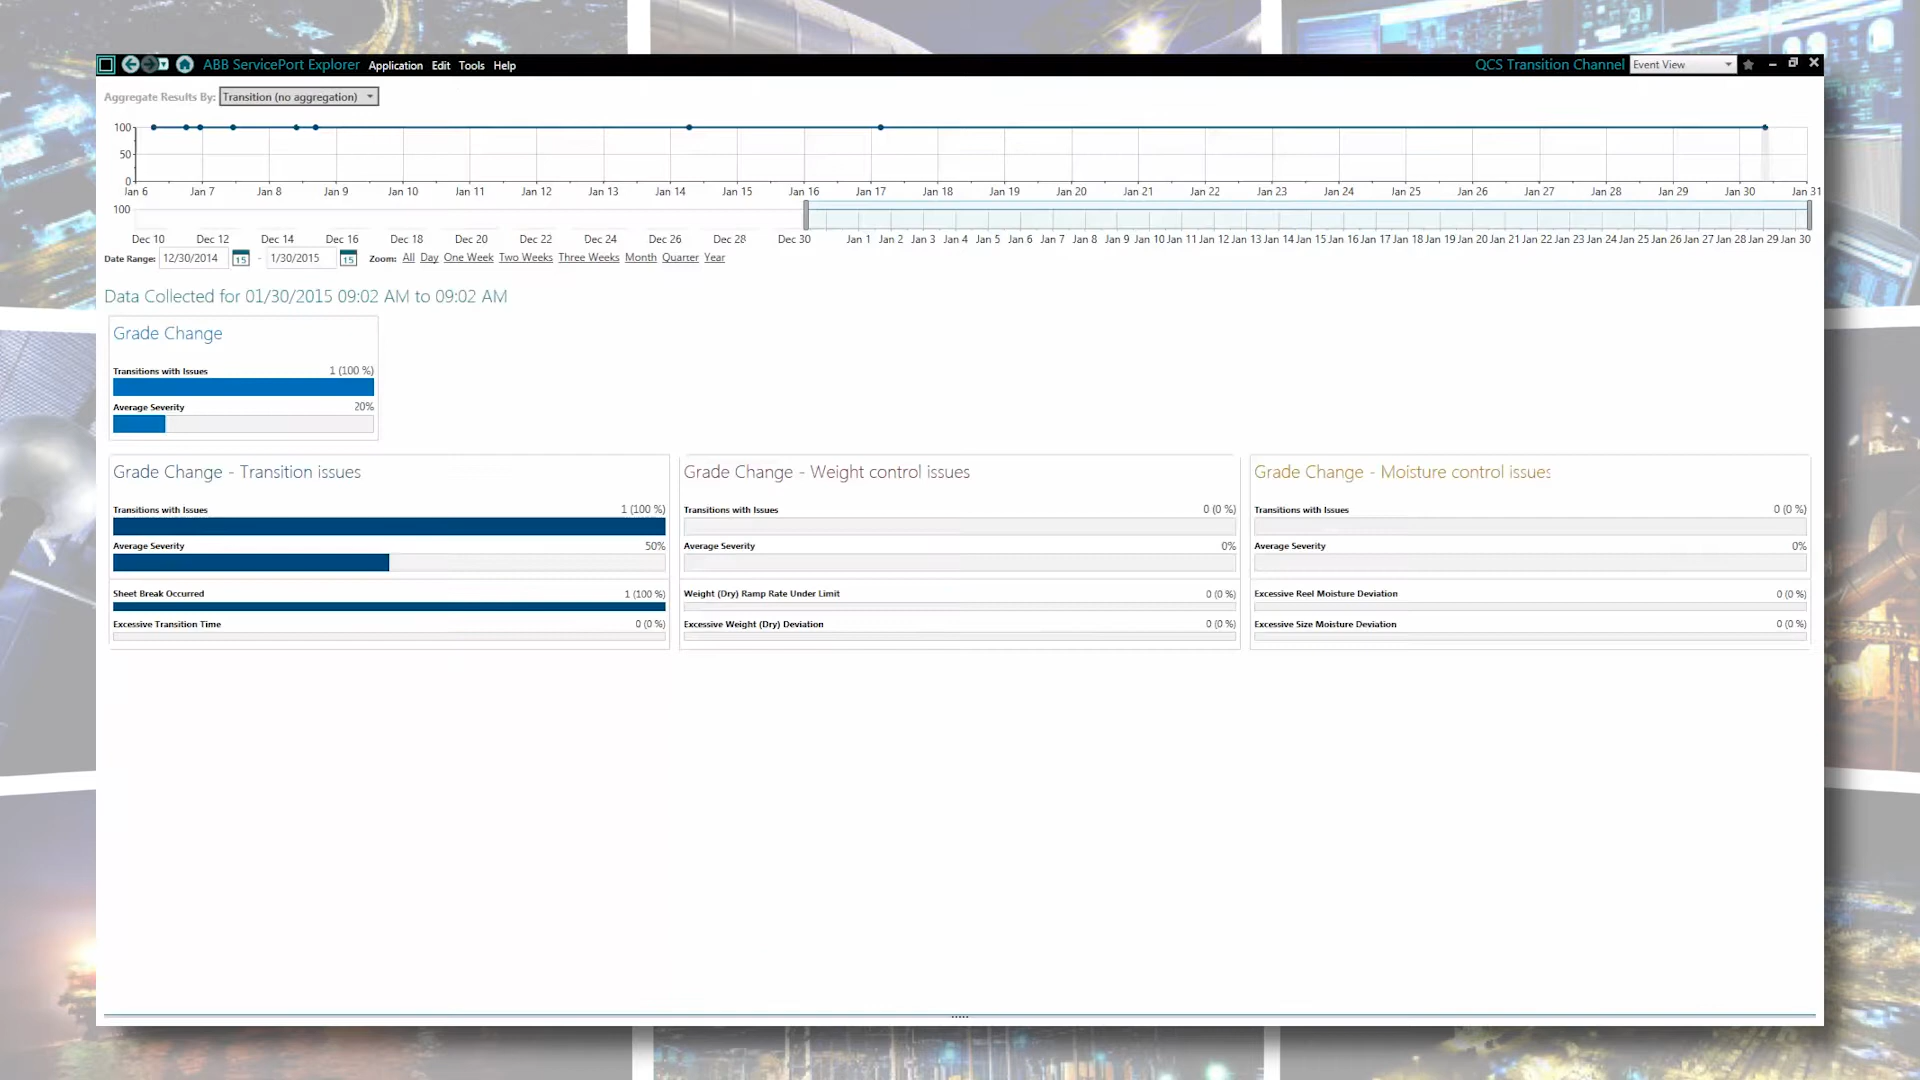 ABB ServicePort Explorer Application Edit Tools Help QCS Transition Channel Event View
Aggregate Results By: Transition (no aggregation)
100
50
0
Jan 6 Jan 7 Jan 8 Jan 9 Jan 10 Jan 11 Jan 12 Jan 13 Jan 14 Jan 15 Jan 16 Jan 17 Jan 18 Jan 19 Jan 20 Jan 21 Jan 22 Jan 23 Jan 24 Jan 25 Jan 26 Jan 27 Jan 28 Jan 29 Jan 30 Jan 31
100
Dec 10 Dec 12 Dec 14 Dec 16 Dec 18 Dec 20 Dec 22 Dec 24 Dec 26 Dec 28 Dec 30 Jan 1 Jan 2 Jan 3 Jan 4 Jan 5 Jan 6 Jan 7 Jan 8 Jan 9 Jan 10 Jan 11 Jan 12 Jan 13 Jan 14 Jan 15 Jan 16 Jan 17 Jan 18 Jan 19 Jan 20 Jan 21 Jan 22 Jan 23 Jan 24 Jan 25 Jan 26 Jan 27 Jan 28 Jan 29 Jan 30
Date Range: 12/30/2014 15 - 1/30/2015 15 Zoom: All Day One Week Two Weeks Three Weeks Month Quarter Year
Data Collected for 01/30/2015 09:02 AM to 09:02 AM
Grade Change
Transitions with Issues 1 (100 %)
Average Severity 20%
Grade Change - Transition issues
Transitions with Issues 1 (100 %)
Average Severity 50%
Sheet Break Occurred 1 (100 %)
Excessive Transition Time 0 (0 %)
Grade Change - Weight control issues
Transitions with Issues 0 (0 %)
Average Severity 0%
Weight (Dry) Ramp Rate Under Limit 0 (0 %)
Excessive Weight (Dry) Deviation 0 (0 %)
Grade Change - Moisture control issues
Transitions with Issues 0 (0 %)
Average Severity 0%
Excessive Reel Moisture Deviation 0 (0 %)
Excessive Size Moisture Deviation 0 (0 %)